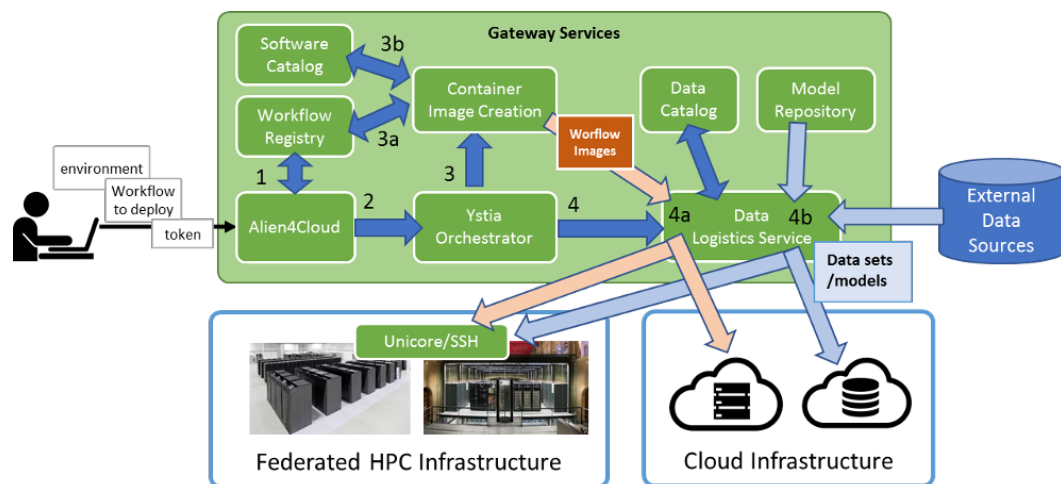 Gateway Services
Software
Catalog
3b
Container
Image Creation
Data
Catalog
Model
Repository
Workflow
Registry
3a
Worflow
Images
environment
Workflow
to deploy
token
1
3
Alien4Cloud
2
Ystia
Orchestrator
4
4a
Data
Logistics Service
4b
External
Data
Sources
Data sets
/models
Unicore/SSH
Federated HPC Infrastructure
Cloud Infrastructure